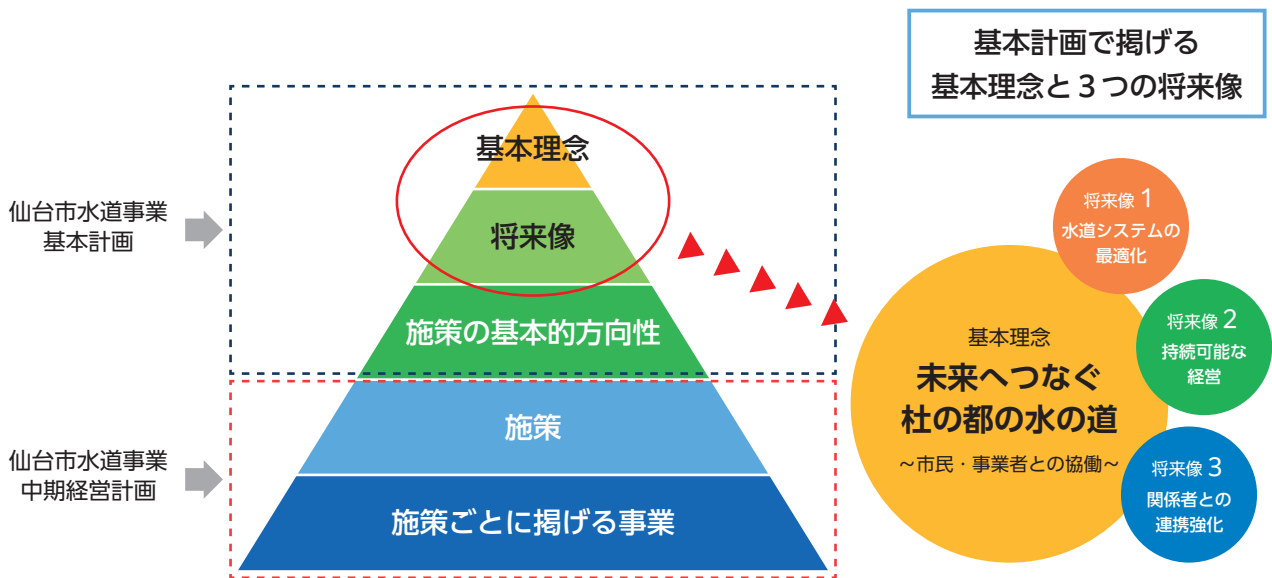 基本計画で掲げる
基本理念と3つの将来像
仙台市水道事業
基本計画
仙台市水道事業
中期経営計画
基本理念
将来像
施策の基本的方向性
施策
施策ごとに掲げる事業
基本理念
未来へつなぐ
杜の都の水の道
~市民・事業者との協働~
将来像 1
水道システムの
最適化
将来像 2
持続可能な
経営
将来像 3
関係者との
連携強化